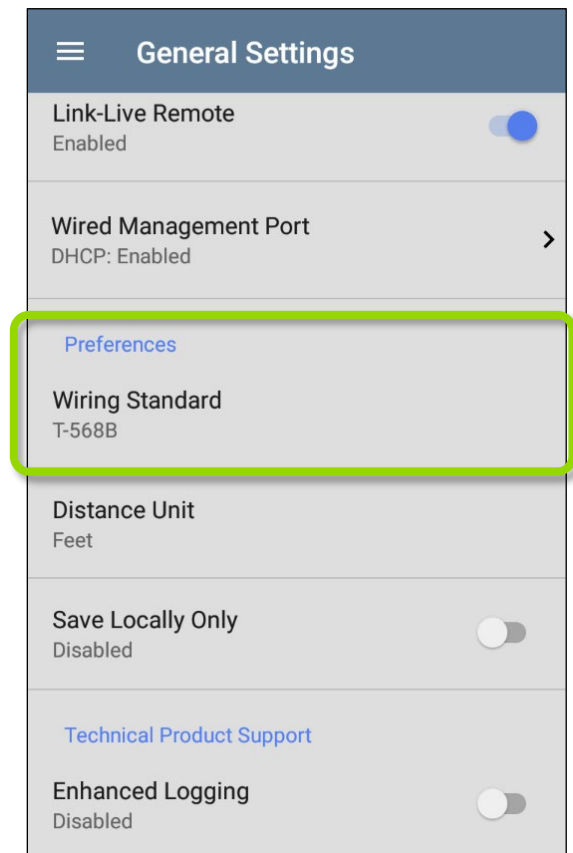 General Settings
Link-Live Remote
Enabled
Wired Management Port
DHCP: Enabled
Preferences
Wiring Standard
T-568B
Distance Unit
Feet
Save Locally Only
Disabled
Technical Product Support
Enhanced Logging
Disabled